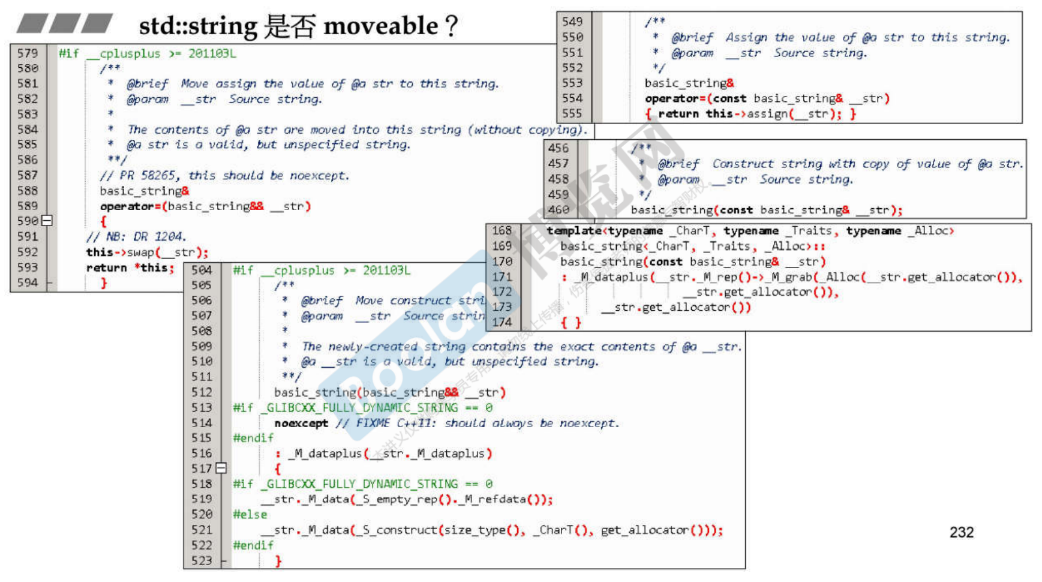 std::string 是否 moveable？
579 #if __cplusplus >= 201103L
580 /**
581 * @brief Move assign the value of @a str to this string.
582 * @param __str Source string.
583 *
584 * The contents of @a str are moved into this string (without copying).
585 * @a str is a valid, but unspecified string.
586 **/
587 // PR 58265, this should be noexcept.
588 basic_string&
589 operator=(basic_string&& __str)
590 {
591 // NB: DR 1204.
592 this->swap(__str);
593 return *this;
594 }
504 #if __cplusplus >= 201103L
505 /**
506 * @brief Move construct stri
507 * @param __str Source strin
508 *
509 * The newly-created string contains the exact contents of @a __str.
510 * @a __str is a valid, but unspecified string.
511 **/
512 basic_string(basic_string&& __str)
513 #if _GLIBCXX_FULLY_DYNAMIC_STRING == 0
514 noexcept // FIXME C++11: should always be noexcept.
515 #endif
516 : _M_dataplus(__str._M_dataplus)
517 {
518 #if _GLIBCXX_FULLY_DYNAMIC_STRING == 0
519 __str._M_data(_S_empty_rep()._M_refdata());
520 #else
521 __str._M_data(_S_construct(size_type(), _CharT(), get_allocator()));
522 #endif
523 }
549 /**
550 * @brief Assign the value of @a str to this string.
551 * @param __str Source string.
552 */
553 basic_string&
554 operator=(const basic_string& __str)
555 { return this->assign(__str); }
456 /**
457 * @brief Construct string with copy of value of @a str.
458 * @param __str Source string.
459 */
460 basic_string(const basic_string& __str);
168 template<typename _CharT, typename _Traits, typename _Alloc>
169 basic_string<_CharT, _Traits, _Alloc>::
170 basic_string(const basic_string& __str)
171 : _M_dataplus(__str._M_rep()->_M_grab(_Alloc(__str.get_allocator()),
172 __str.get_allocator()),
173 __str.get_allocator())
174 { }
Boolan 博览网
232